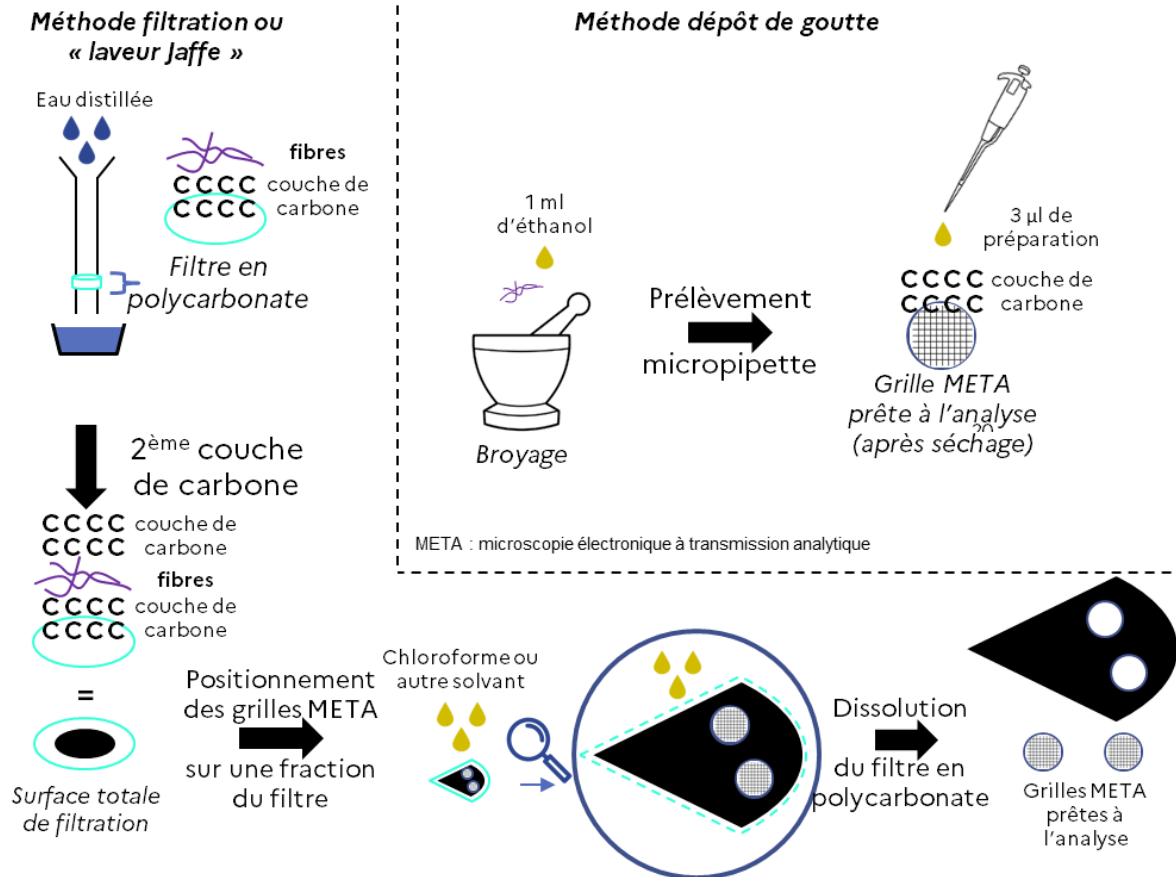 Méthode filtration ou
« laveur Jaffe »
Eau distillée
fibres
CCCC couche de
CCCC carbone
Filtre en
polycarbonate
2ème couche
de carbone
CCCC couche de
CCCC carbone
fibres
CCCC couche de
CCCC carbone
=
Surface totale
de filtration
Positionnement
des grilles META
sur une fraction
du filtre
Chloroforme ou
autre solvant
Dissolution
du filtre en
polycarbonate
Grilles META
prêtes à
l'analyse
Méthode dépôt de goutte
1 ml
d'éthanol
Broyage
Prélèvement
micropipette
3 µl de
préparation
CCCC couche de
CCCC carbone
Grille META
prête à l'analyse
20
(après séchage)
META : microscopie électronique à transmission analytique